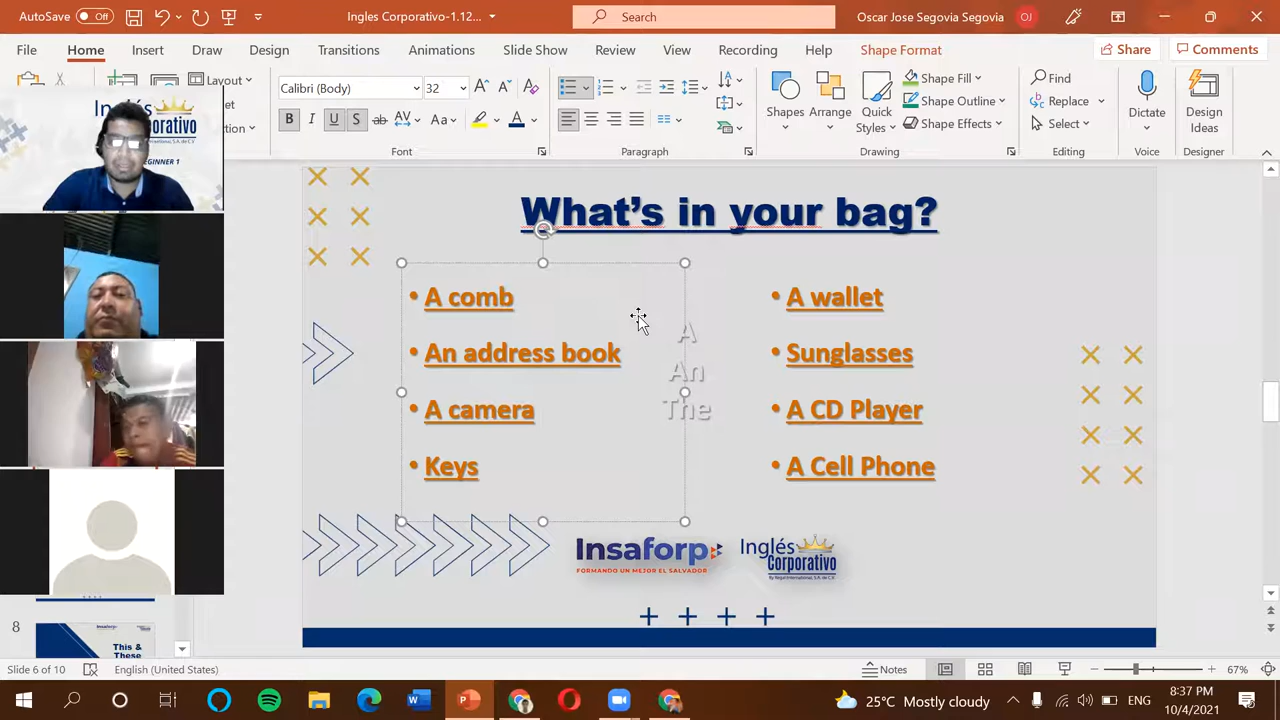 AutoSave Off
Ingles Corporativo-1.12...
Search
Oscar Jose Segovia Segovia
OJ
File Home Insert Draw Design Transitions Animations Slide Show Review View Recording Help Shape Format
Share
Comments
Layout
Calibri (Body) 32
Font
Paragraph
Shapes
Arrange
Quick Styles
Shape Fill
Shape Outline
Shape Effects
Drawing
Find
Replace
Select
Editing
Dictate
Voice
Design Ideas
Designer
What's in your bag?
• A comb
• An address book
• A camera
• Keys
A
An
The
• A wallet
• Sunglasses
• A CD Player
• A Cell Phone
Insaforp
FORMANDO UN MEJOR EL SALVADOR
Inglés
Corporativo
8
This &
These
Slide 6 of 10
English (United States)
Notes
67%
25°C Mostly cloudy
ENG
8:37 PM
10/4/2021